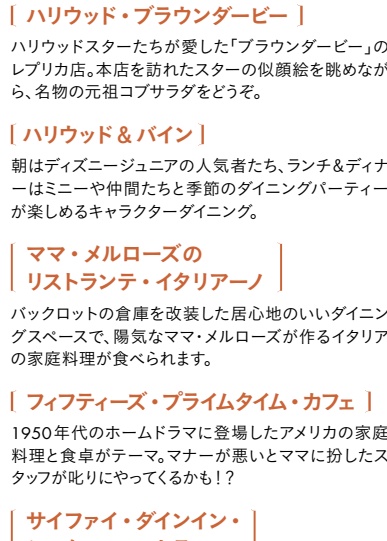 [ ハリウッド・ブラウンダービー ]
ハリウッドスターたちが愛した「ブラウンダービー」の
レプリカ店。本店を訪れたスターの似顔絵を眺めなが
ら、名物の元祖コブサラダをどうぞ。
[ ハリウッド & バイン ]
朝はディズニージュニアの人気者たち、ランチ&ディナ
ーはミニーや仲間たちと季節のダイニングパーティー
が楽しめるキャラクターダイニング。
ママ・メルローズの
リストランテ・イタリアーノ
バックロットの倉庫を改装した居心地のいいダイニン
グスペースで、陽気なママ・メルローズが作るイタリア
の家庭料理が食べられます。
[ フィフティーズ・プライムタイム・カフェ ]
1950年代のホームドラマに登場したアメリカの家庭
料理と食卓がテーマ。マナーが悪いとママに扮したス
タッフが叱りにやってくるかも!?
サイファイ・ダインイン・